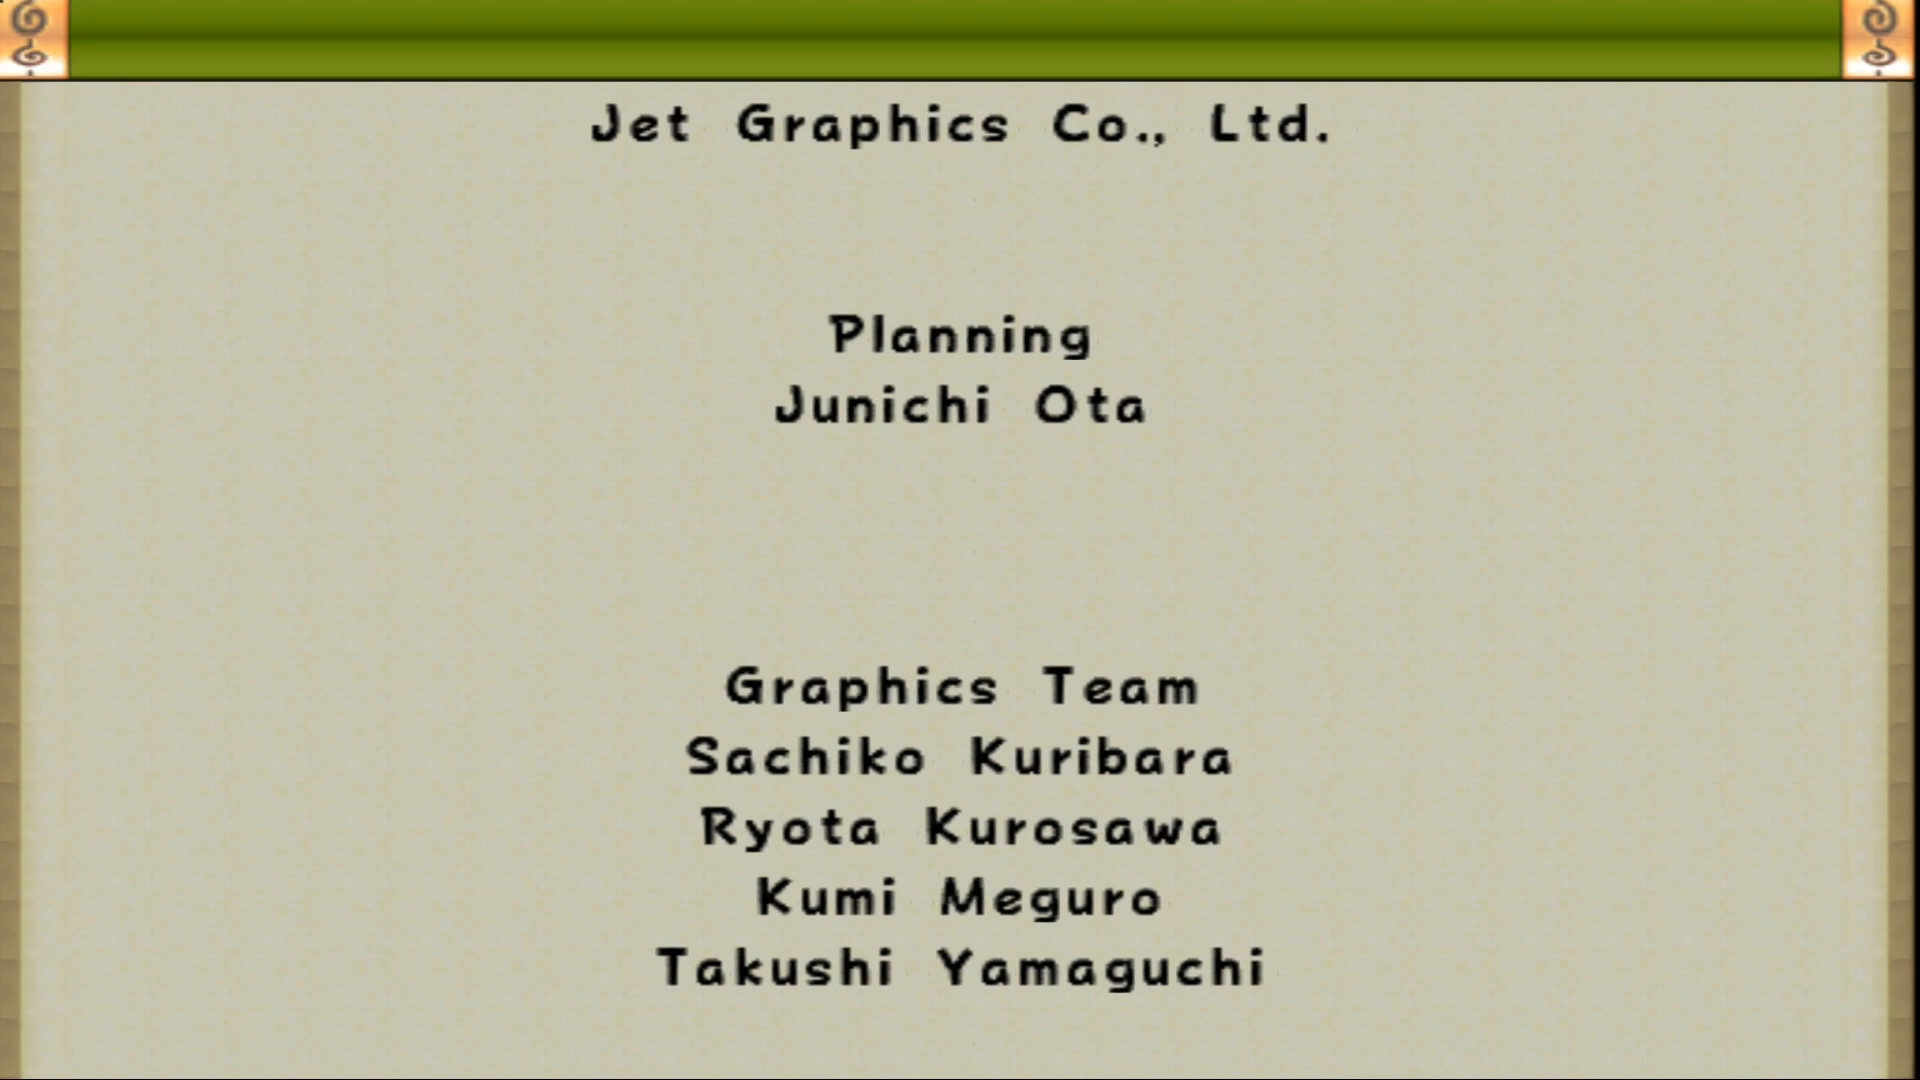 Jet Graphics Co., Ltd.
Planning
Junichi Ota
Graphics Team
Sachiko Kuribara
Ryota Kurosawa
Kumi Meguro
Takushi Yamaguchi